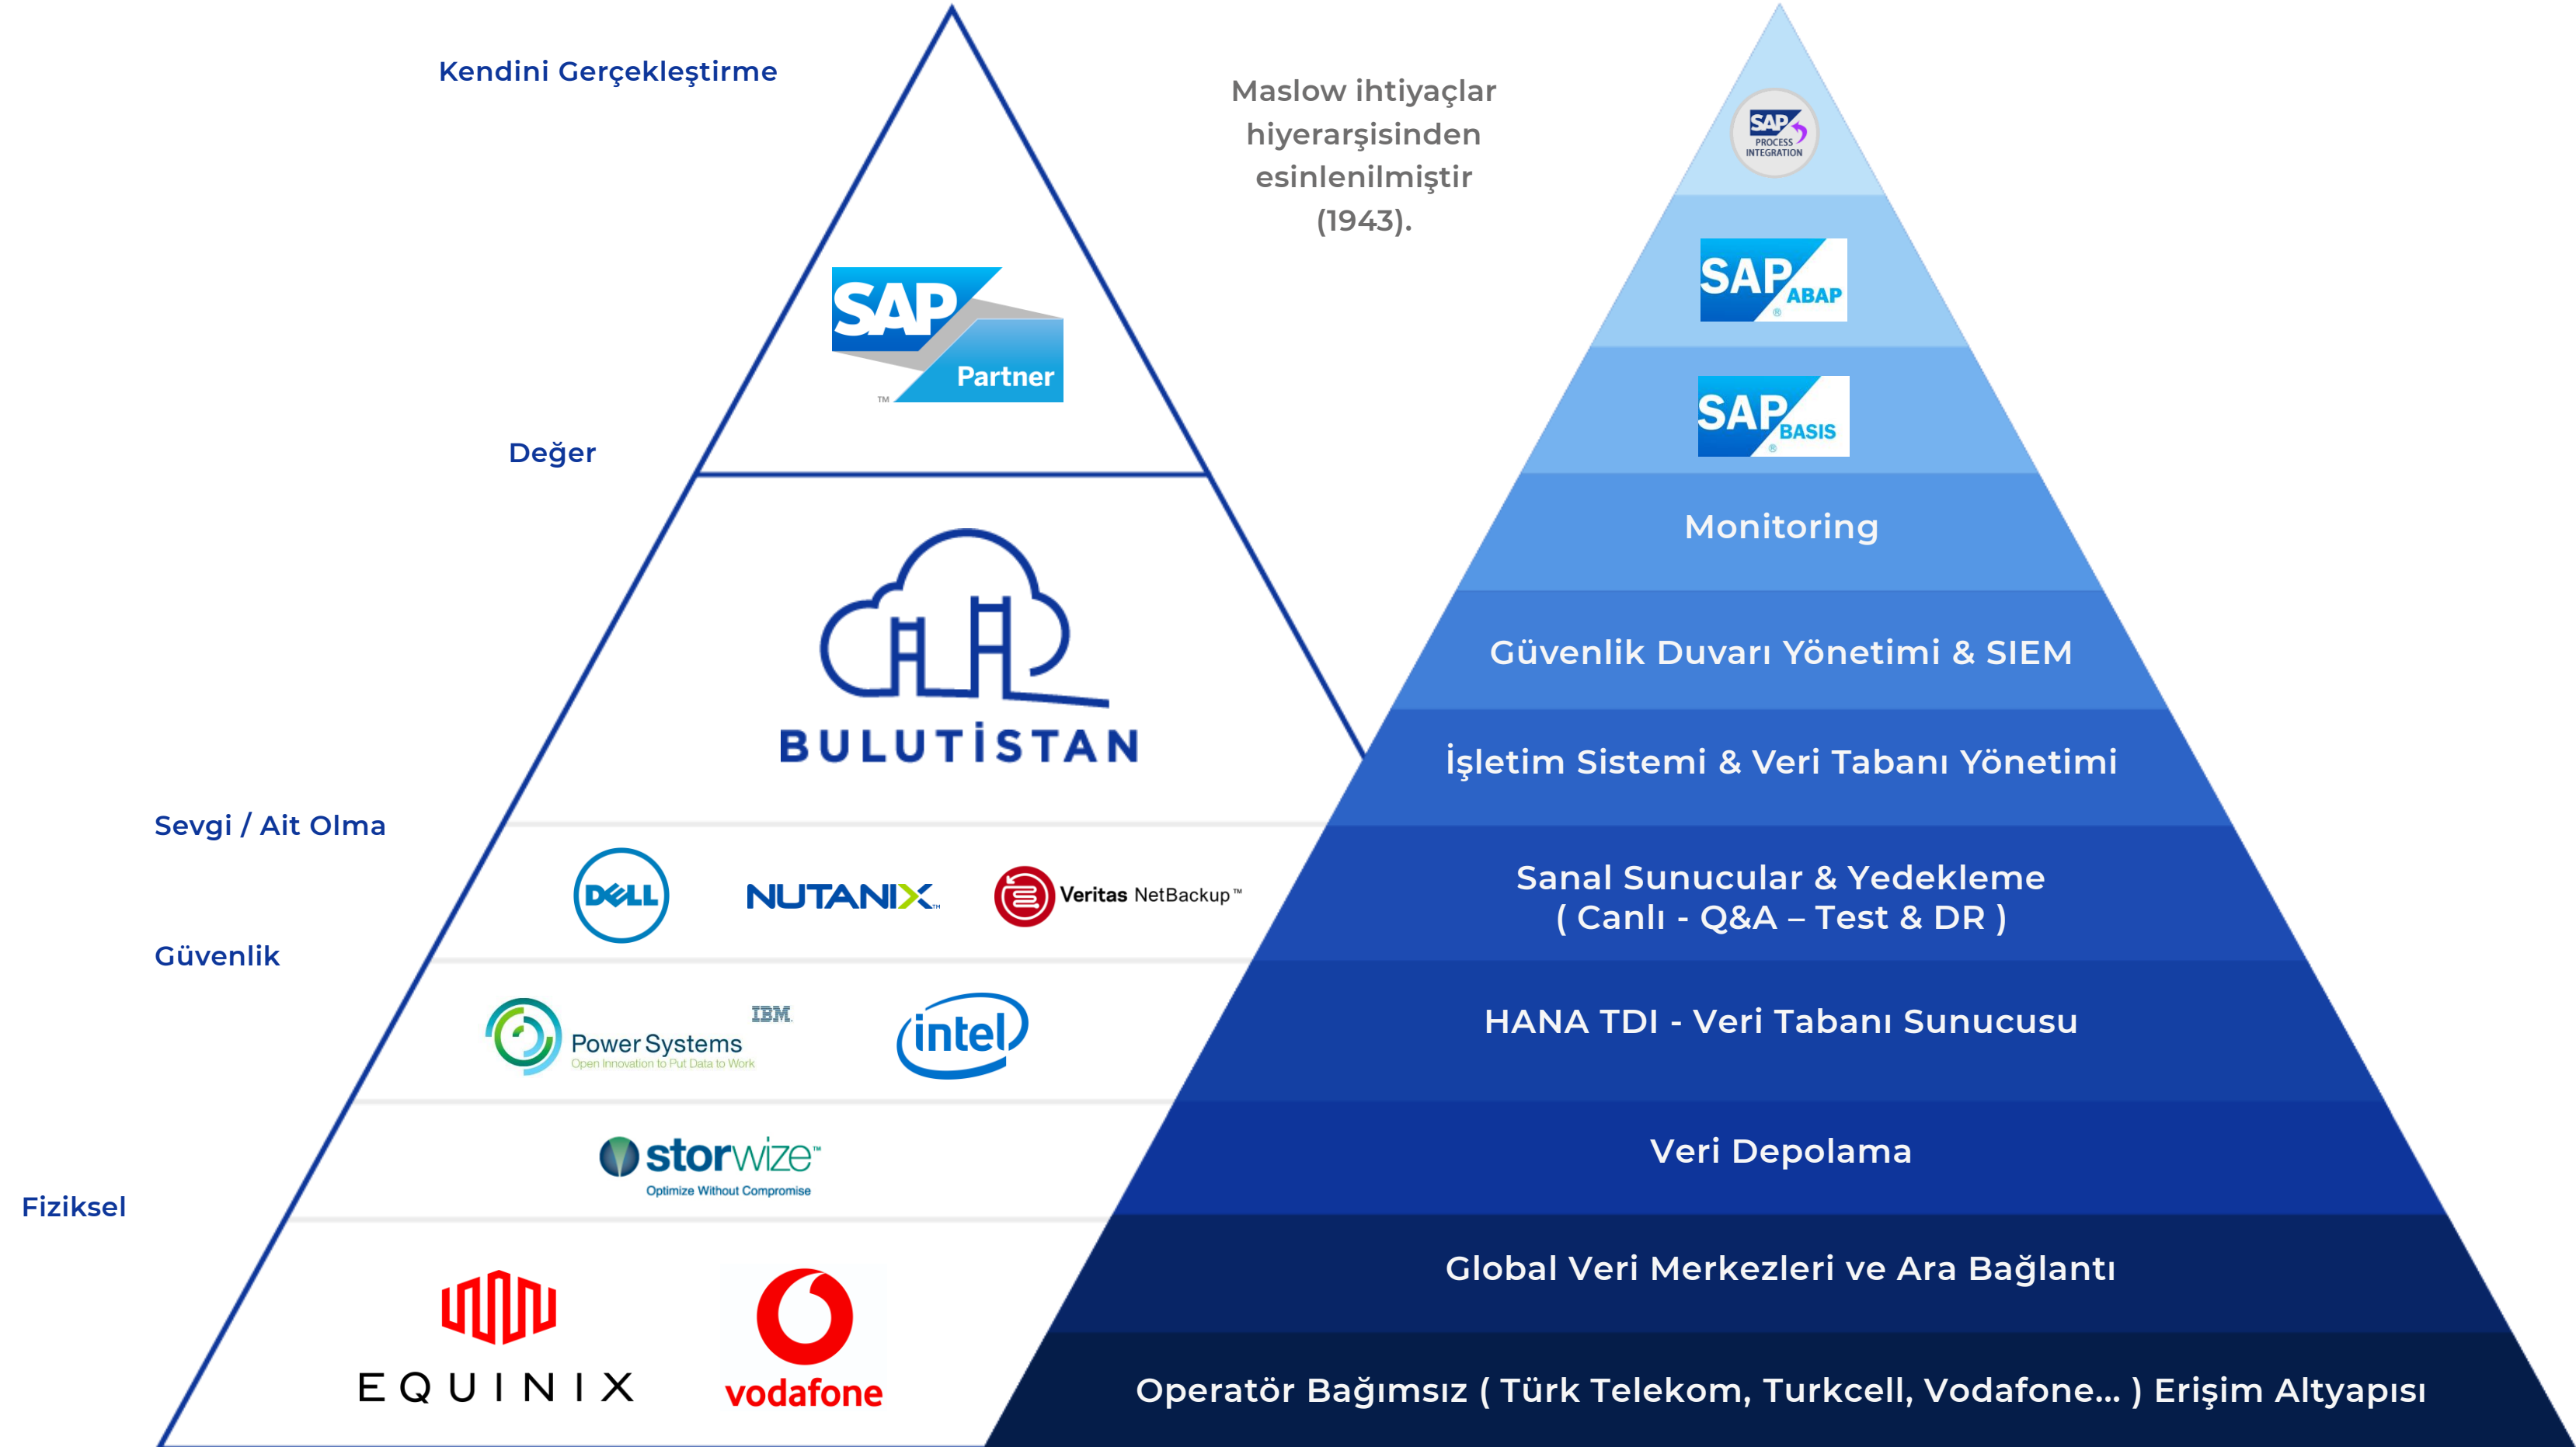 Kendini Gerçekleştirme
Değer
Sevgi / Ait Olma
Güvenlik
Fiziksel
SAP
Partner
TM
BULUTİSTAN
DELL
NUTANIX™
Veritas NetBackup™
IBM
Power Systems
Open Innovation to Put Data to Work
intel
storwize™
Optimize Without Compromise
EQUINIX
vodafone
Maslow ihtiyaçlar
hiyerarşisinden
esinlenilmiştir
(1943).
SAP
PROCESS
INTEGRATION
SAP
ABAP
®
SAP
BASIS
®
Monitoring
Güvenlik Duvarı Yönetimi & SIEM
İşletim Sistemi & Veri Tabanı Yönetimi
Sanal Sunucular & Yedekleme
( Canlı - Q&A – Test & DR )
HANA TDI - Veri Tabanı Sunucusu
Veri Depolama
Global Veri Merkezleri ve Ara Bağlantı
Operatör Bağımsız ( Türk Telekom, Turkcell, Vodafone... ) Erişim Altyapısı